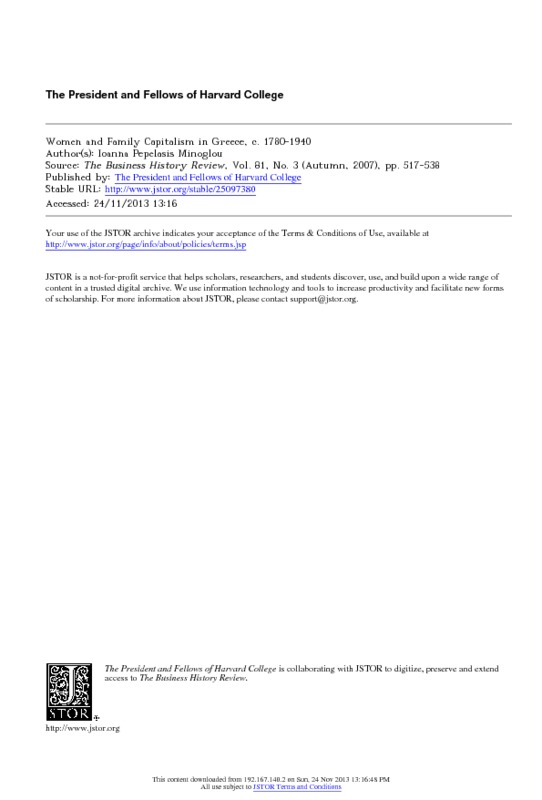 The President and Fellows of Harvard College
Women and Family Capitalism in Greece, c. 1780-1940
Author(s): Ioanna Pepelasis Minoglou
Source: The Business History Review, Vol. 81, No. 3 (Autumn, 2007), pp. 517-538
Published by: The President and Fellows of Harvard College
Stable URL: http://www.jstor.org/stable/25097380
Accessed: 24/11/2013 13:16
Your use of the JSTOR archive indicates your acceptance of the Terms & Conditions of Use, available at
http://www.jstor.org/page/info/about/policies/terms.jsp
JSTOR is a not-for-profit service that helps scholars, researchers, and students discover, use, and build upon a wide range of
content in a trusted digital archive. We use information technology and tools to increase productivity and facilitate new forms
of scholarship. For more information about JSTOR, please contact support@jstor.org.
The President and Fellows of Harvard College is collaborating with JSTOR to digitize, preserve and extend
access to The Business History Review.
JSTOR
http://www.jstor.org
This content downloaded from 192.167.140.2 on Sun, 24 Nov 2013 13:16:48 PM
All use subject to JSTOR Terms and Conditions